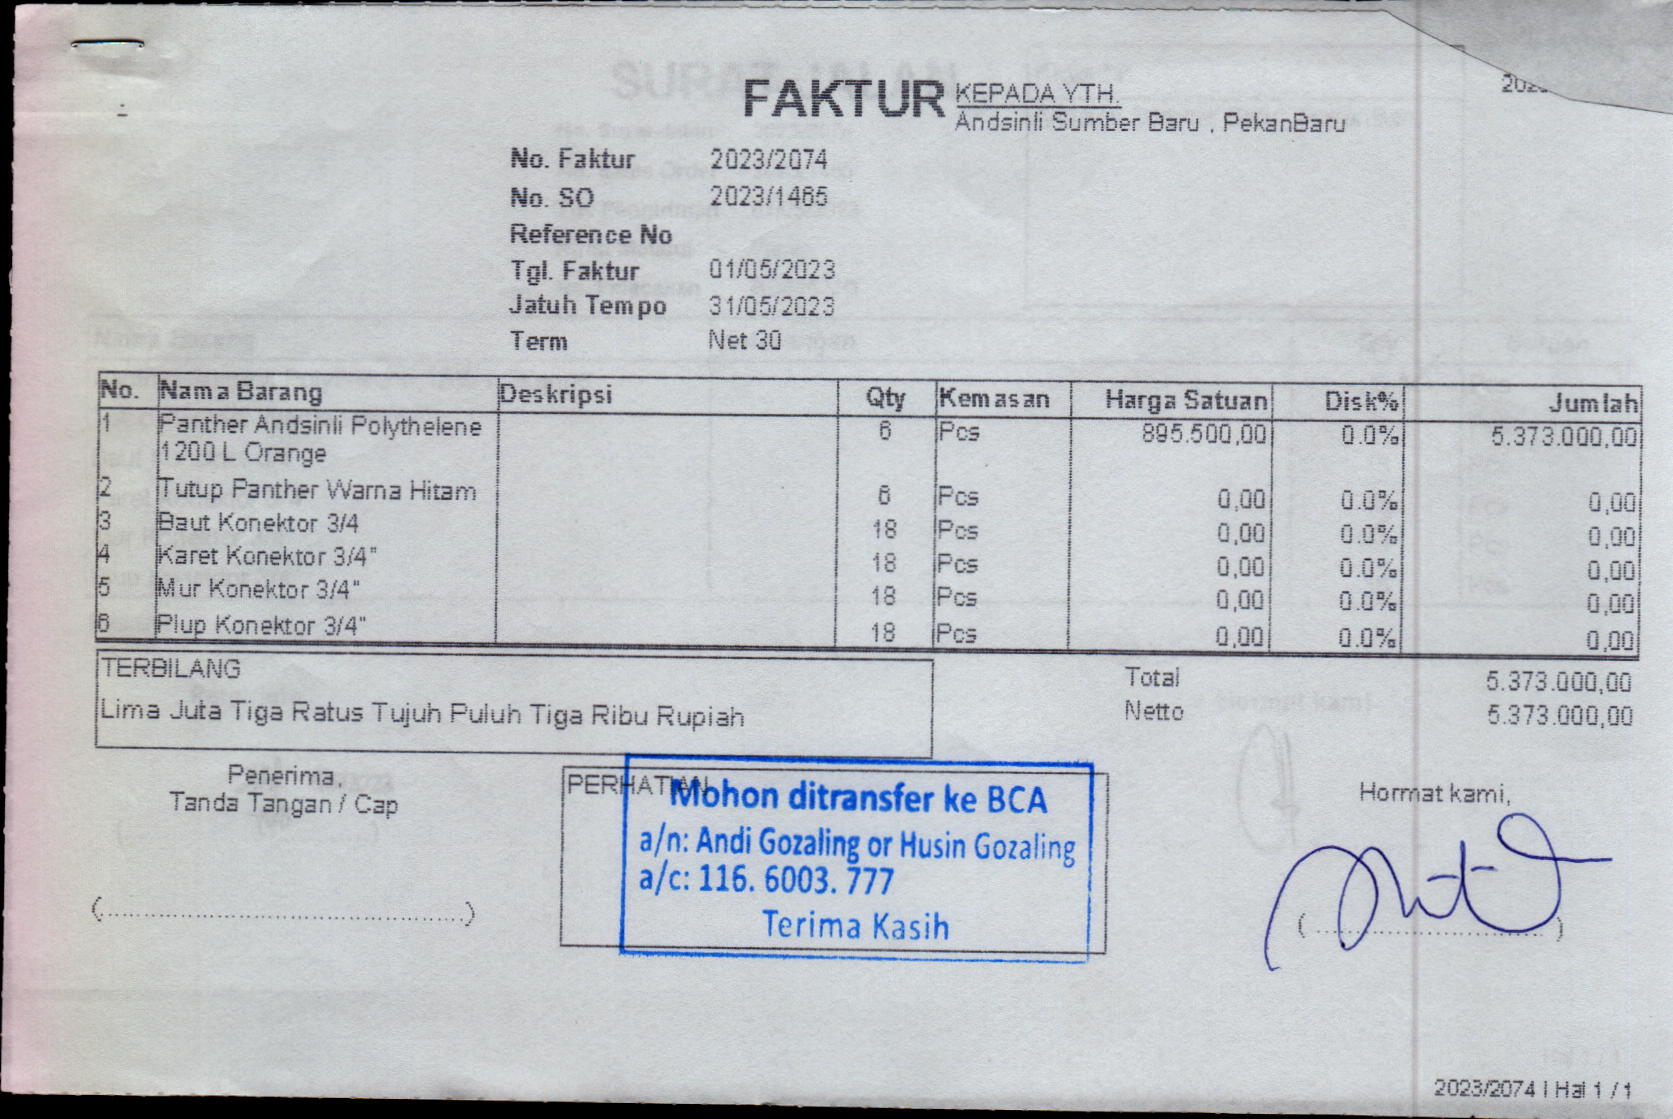 FAKTUR
KEPADA YTH.
Andsinli Sumber Baru , PekanBaru
No. Faktur 2023/2074
No. SO 2023/1465
Reference No
Tgl. Faktur 01/05/2023
Jatuh Tempo 31/05/2023
Term Net 30
No. Nama Barang Deskripsi Qty Kemasan Harga Satuan Disk% Jumlah
1 Panther Andsinli Polythelene 6 Pcs 895.500,00 0.0% 5.373.000,00
1200 L Orange
2 Tutup Panther Warna Hitam 6 Pcs 0,00 0.0% 0,00
3 Baut Konektor 3/4 18 Pcs 0,00 0.0% 0,00
4 Karet Konektor 3/4" 18 Pcs 0,00 0.0% 0,00
5 Mur Konektor 3/4" 18 Pcs 0,00 0.0% 0,00
6 Plup Konektor 3/4" 18 Pcs 0,00 0.0% 0,00
TERBILANG
Lima Juta Tiga Ratus Tujuh Puluh Tiga Ribu Rupiah
Total 5.373.000,00
Netto 5.373.000,00
Penerima,
Tanda Tangan / Cap
PERHATIAN
Mohon ditransfer ke BCA
a/n: Andi Gozaling or Husin Gozaling
a/c: 116. 6003. 777
Terima Kasih
Hormat kami,
2023/2074 | Hal 1 / 1